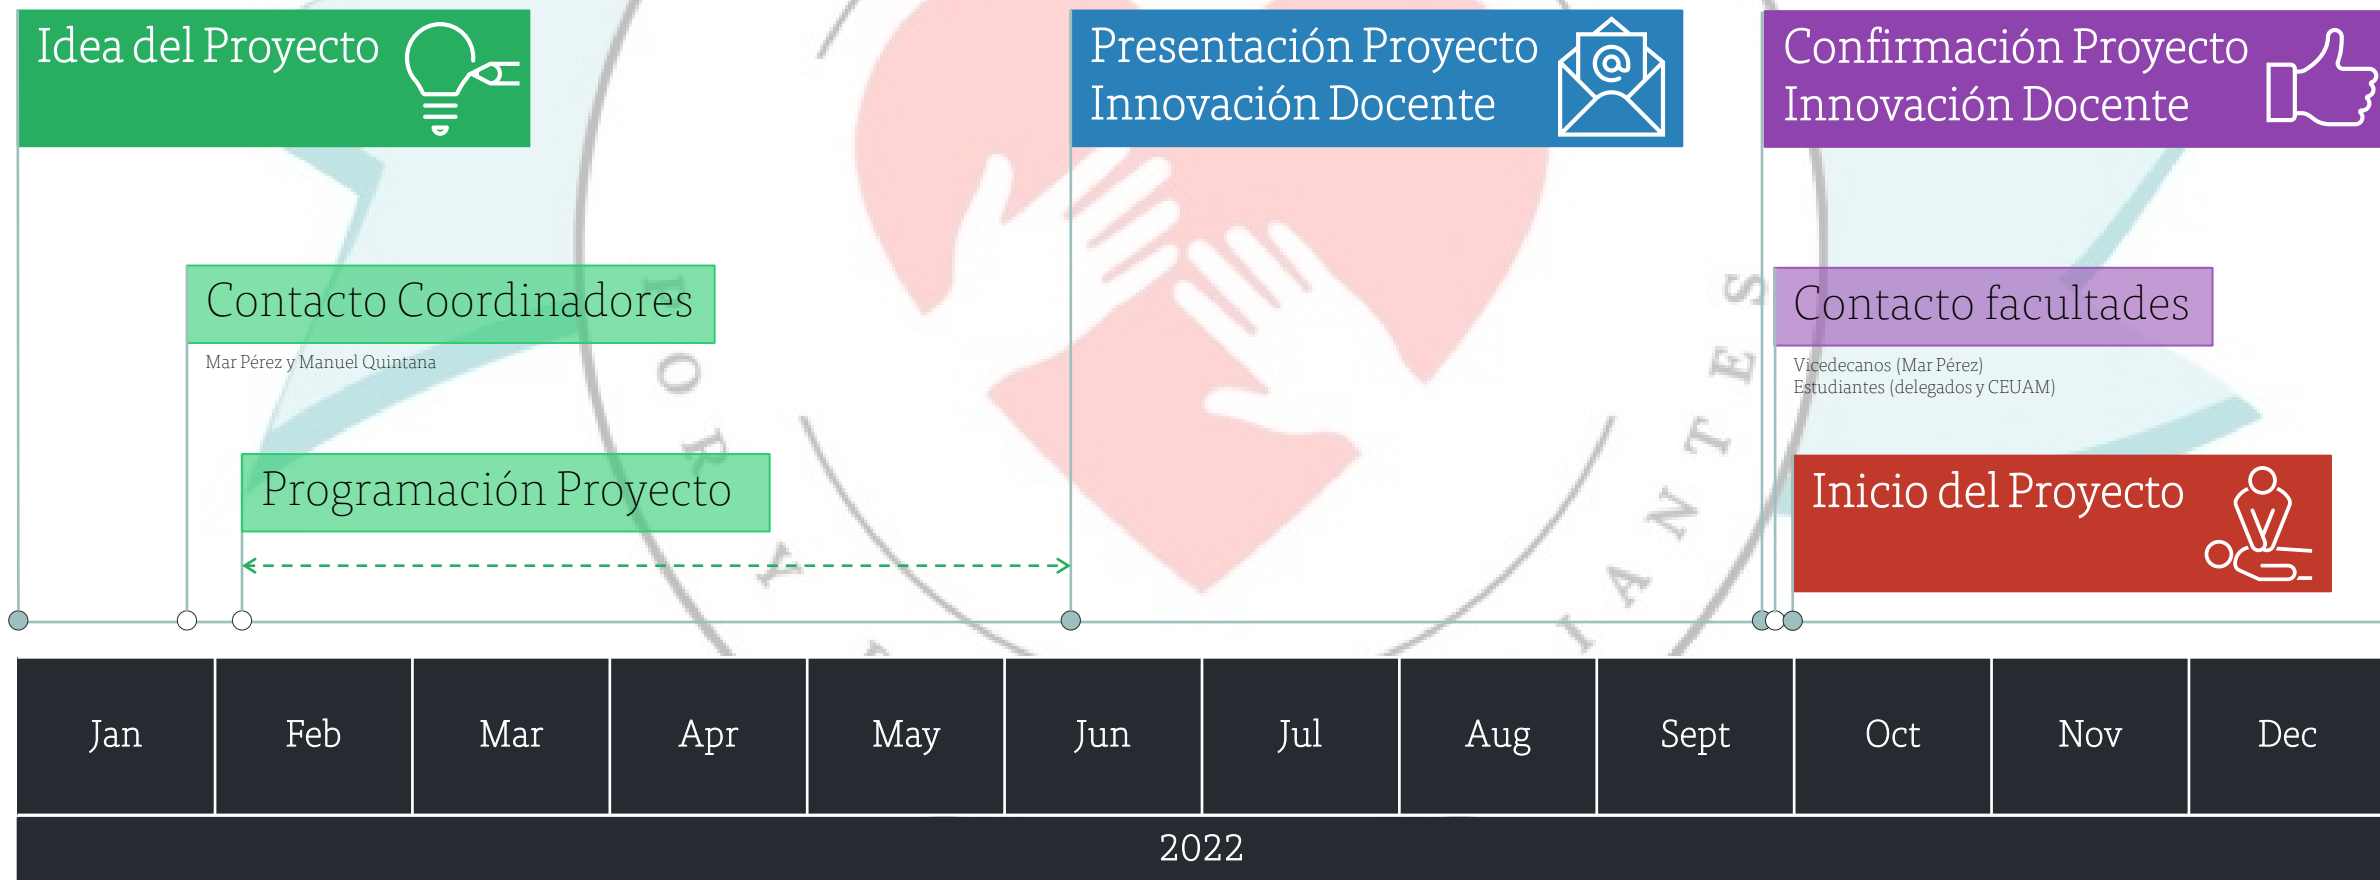 Idea del Proyecto
Presentación Proyecto
Innovación Docente
Confirmación Proyecto
Innovación Docente
Contacto Coordinadores
Mar Pérez y Manuel Quintana
Contacto facultades
Vicedecanos (Mar Pérez)
Estudiantes (delegados y CEUAM)
Programación Proyecto
Inicio del Proyecto
Jan Feb Mar Apr May Jun Jul Aug Sept Oct Nov Dec
2022